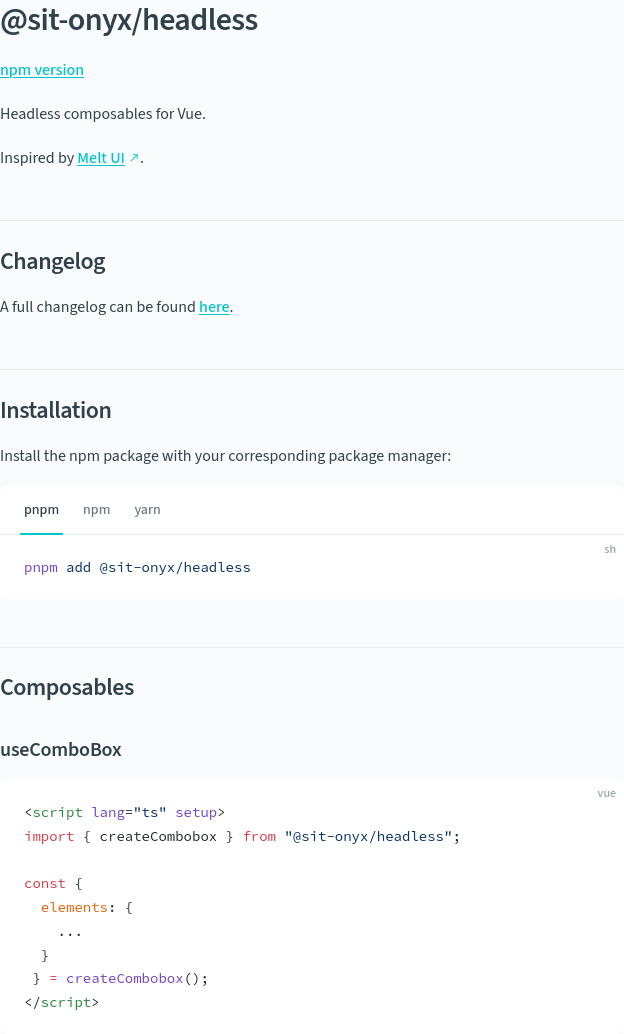 @sit-onyx/headless
npm version
Headless composables for Vue.
Inspired by Melt UI ↗.
Changelog
A full changelog can be found here.
Installation
Install the npm package with your corresponding package manager:
pnpm npm yarn
sh
pnpm add @sit-onyx/headless
Composables
useComboBox
vue
<script lang="ts" setup>
import { createCombobox } from "@sit-onyx/headless";
const {
  elements: {
    ...
  }
 } = createCombobox();
</script>